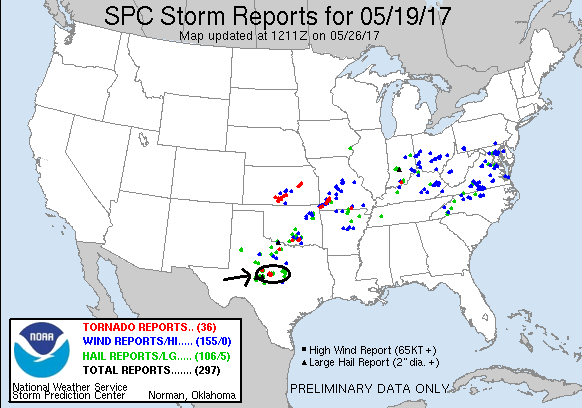 SPC Storm Reports for 05/19/17
Map updated at 1211Z on 05/26/17
NOAA
TORNADO REPORTS.. (36)
WIND REPORTS/HI..... (155/0)
HAIL REPORTS/LG..... (106/5)
TOTAL REPORTS....... (297)
National Weather Service
Storm Prediction Center Norman, Oklahoma
High Wind Report (65KT +)
Large Hail Report (2" dia. +)
PRELIMINARY DATA ONLY